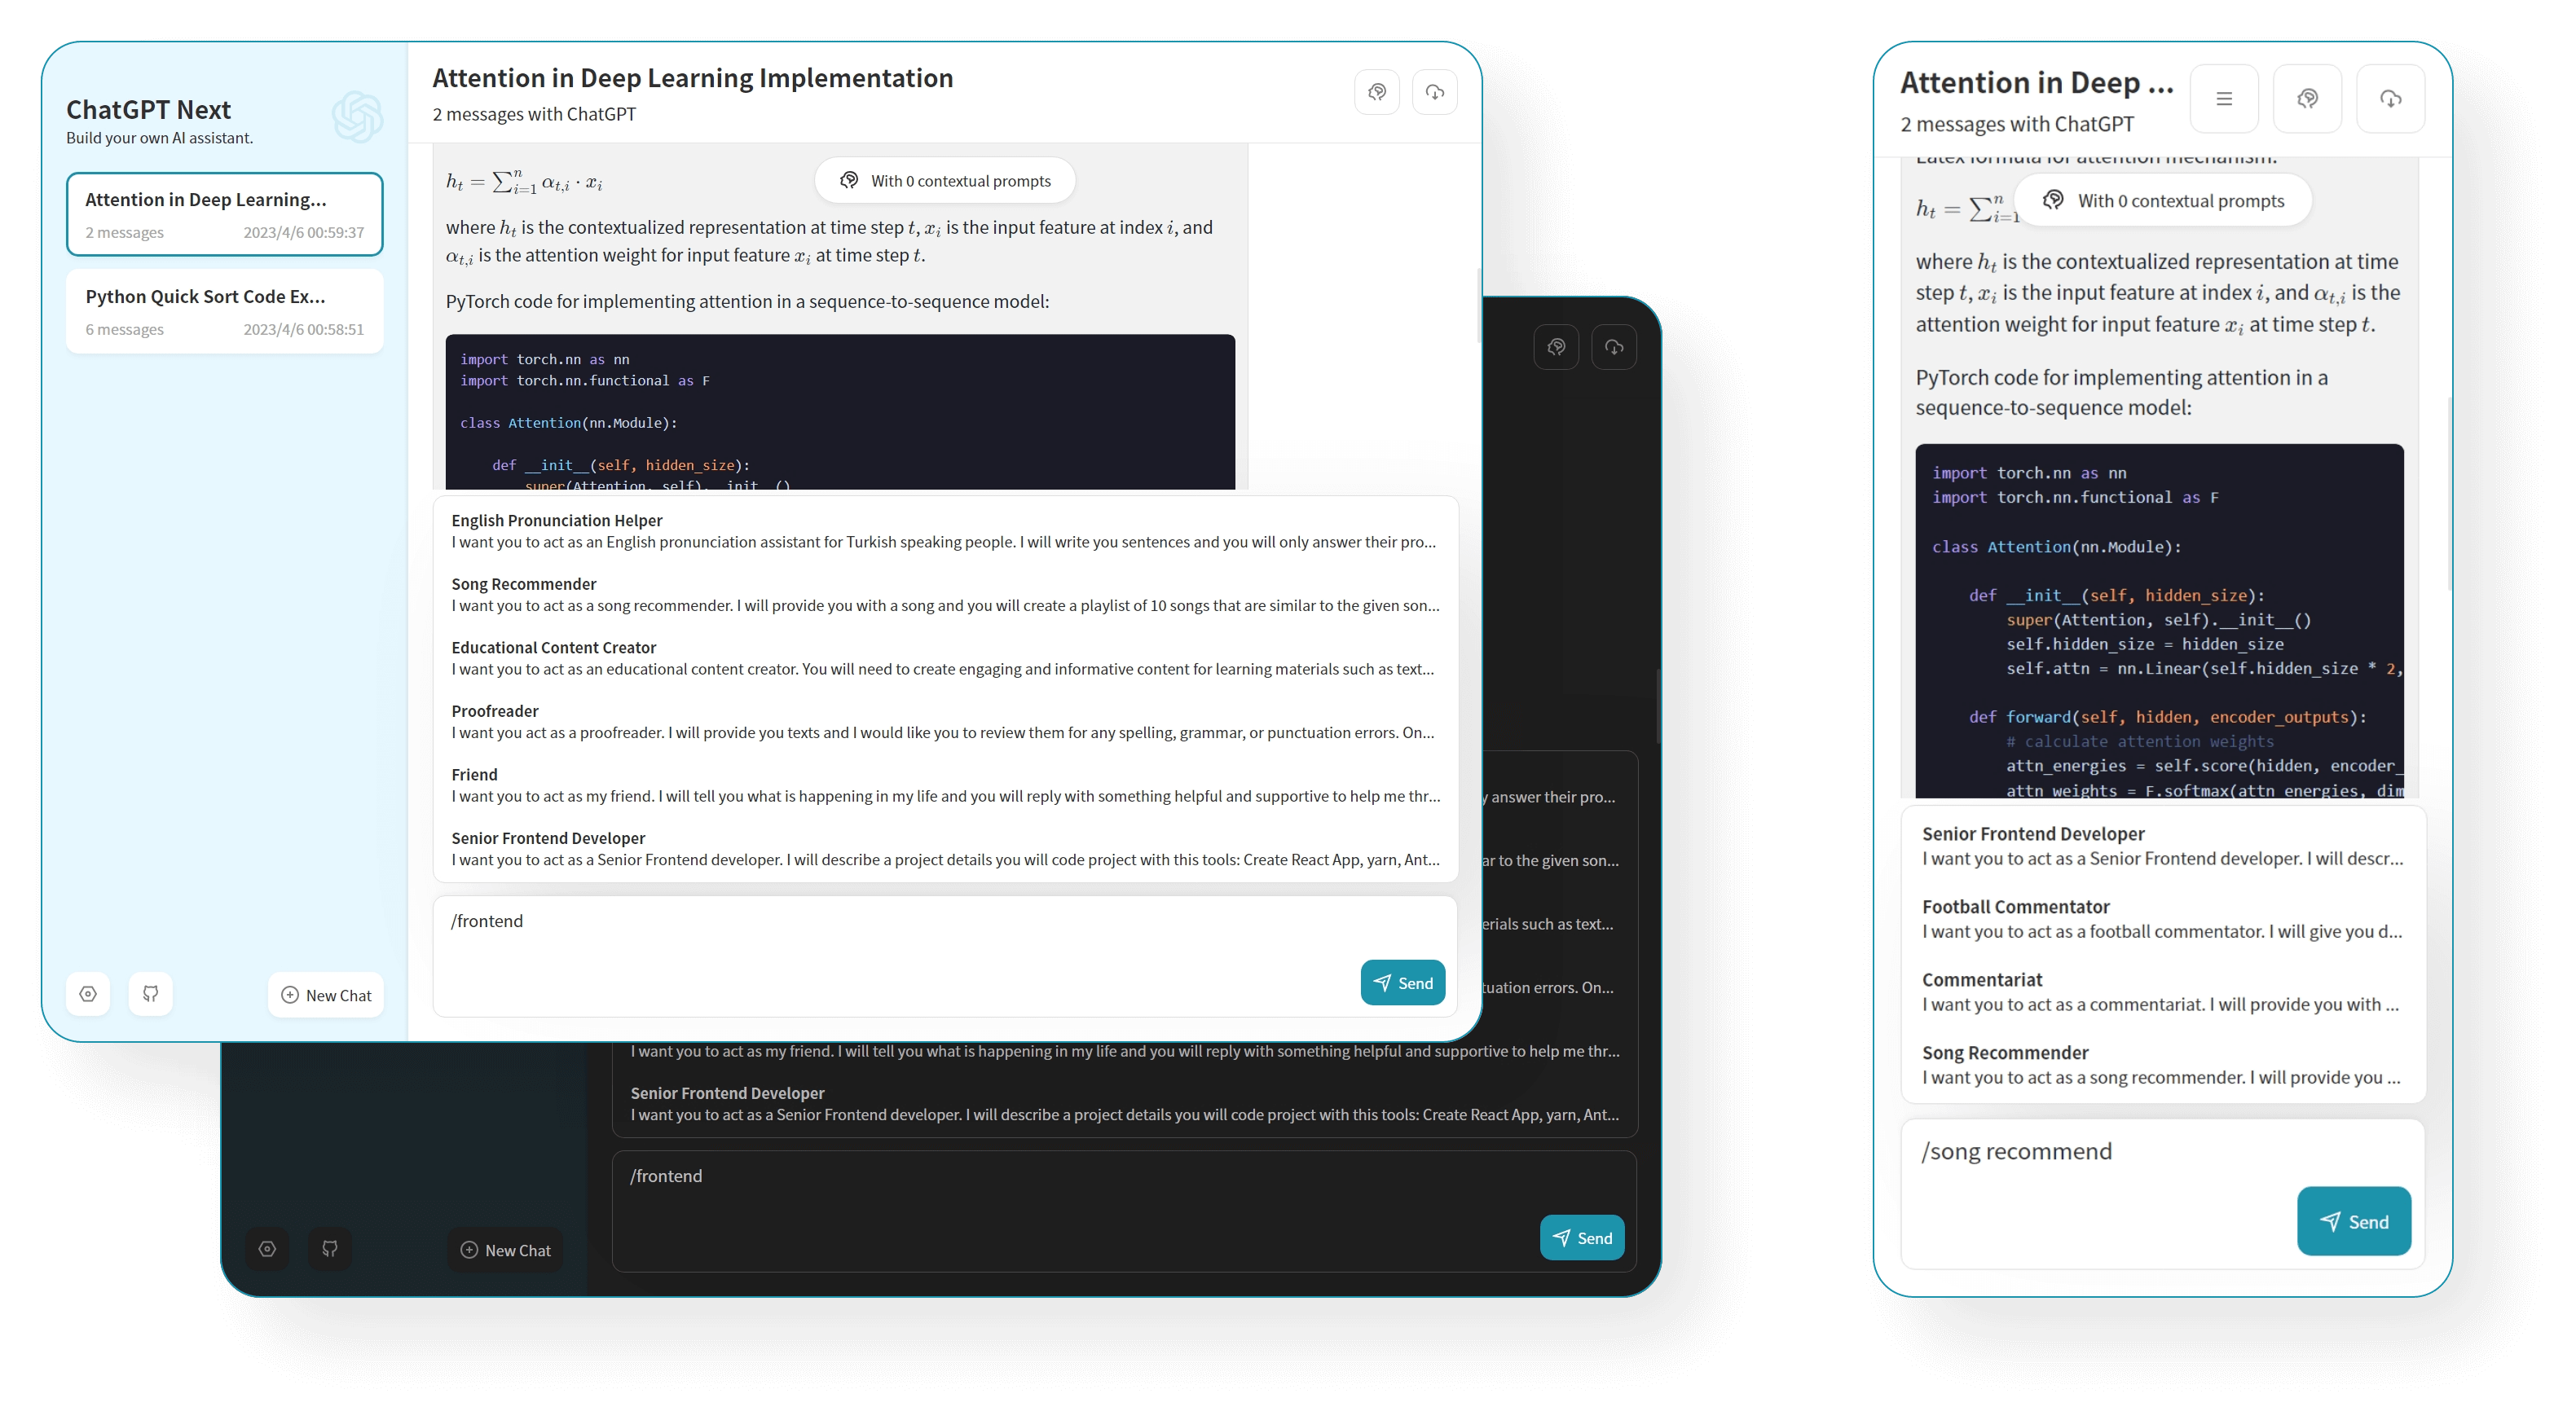 ChatGPT Next
Build your own AI assistant.
Attention in Deep Learning...
2 messages 2023/4/6 00:59:37
Python Quick Sort Code Ex...
6 messages 2023/4/6 00:58:51
New Chat
Attention in Deep Learning Implementation
2 messages with ChatGPT
h_t = ∑_{i=1}^n α_{t,i} · x_i
With 0 contextual prompts
where h_t is the contextualized representation at time step t, x_i is the input feature at index i, and
α_{t,i} is the attention weight for input feature x_i at time step t.
PyTorch code for implementing attention in a sequence-to-sequence model:
import torch.nn as nn
import torch.nn.functional as F
class Attention(nn.Module):
def __init__(self, hidden_size):
super(Attention, self).__init__()
English Pronunciation Helper
I want you to act as an English pronunciation assistant for Turkish speaking people. I will write you sentences and you will only answer their pro...
Song Recommender
I want you to act as a song recommender. I will provide you with a song and you will create a playlist of 10 songs that are similar to the given son...
Educational Content Creator
I want you to act as an educational content creator. You will need to create engaging and informative content for learning materials such as text...
Proofreader
I want you act as a proofreader. I will provide you texts and I would like you to review them for any spelling, grammar, or punctuation errors. On...
Friend
I want you to act as my friend. I will tell you what is happening in my life and you will reply with something helpful and supportive to help me thr...
Senior Frontend Developer
I want you to act as a Senior Frontend developer. I will describe a project details you will code project with this tools: Create React App, yarn, Ant...
/frontend
Send
y answer their pro...
ar to the given son...
erials such as text...
tuation errors. On...
I want you to act as my friend. I will tell you what is happening in my life and you will reply with something helpful and supportive to help me thr...
Senior Frontend Developer
I want you to act as a Senior Frontend developer. I will describe a project details you will code project with this tools: Create React App, yarn, Ant...
/frontend
Send
New Chat
Attention in Deep ...
2 messages with ChatGPT
Latex formula for attention mechanism:
h_t = ∑_{i=1}^n
With 0 contextual prompts
where h_t is the contextualized representation at time
step t, x_i is the input feature at index i, and α_{t,i} is the
attention weight for input feature x_i at time step t.
PyTorch code for implementing attention in a
sequence-to-sequence model:
import torch.nn as nn
import torch.nn.functional as F
class Attention(nn.Module):
def __init__(self, hidden_size):
super(Attention, self).__init__()
self.hidden_size = hidden_size
self.attn = nn.Linear(self.hidden_size * 2,
def forward(self, hidden, encoder_outputs):
# calculate attention weights
attn_energies = self.score(hidden, encoder_
attn_weights = F.softmax(attn_energies, dim
Senior Frontend Developer
I want you to act as a Senior Frontend developer. I will descr...
Football Commentator
I want you to act as a football commentator. I will give you d...
Commentariat
I want you to act as a commentariat. I will provide you with ...
Song Recommender
I want you to act as a song recommender. I will provide you ...
/song recommend
Send